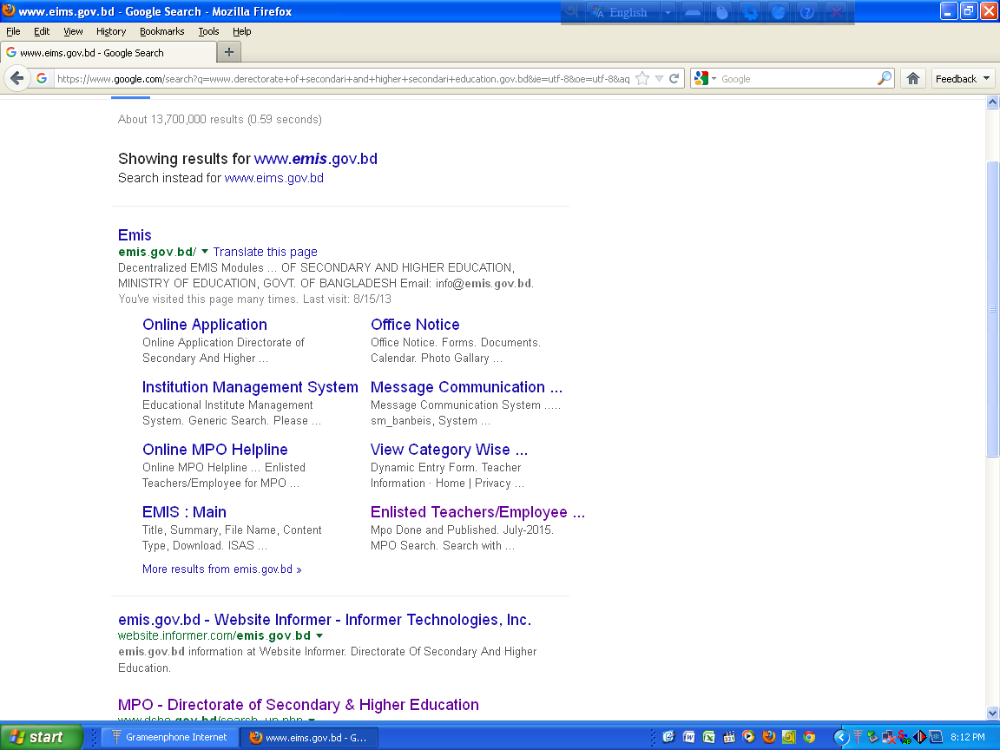 www.eims.gov.bd - Google Search - Mozilla Firefox
English
File Edit View History Bookmarks Tools Help
www.eims.gov.bd - Google Search
https://www.google.com/search?q=www.derectorate+of+secondari+and+higher+secondari+education.gov.bd&ie=utf-8&oe=utf-8&aq
Google
Feedback
About 13,700,000 results (0.59 seconds)
Showing results for www.emis.gov.bd
Search instead for www.eims.gov.bd
Emis
emis.gov.bd/ Translate this page
Decentralized EMIS Modules ... OF SECONDARY AND HIGHER EDUCATION,
MINISTRY OF EDUCATION, GOVT. OF BANGLADESH Email: info@emis.gov.bd.
You've visited this page many times. Last visit: 8/15/13
Online Application
Online Application Directorate of
Secondary And Higher ...
Office Notice
Office Notice. Forms. Documents.
Calendar. Photo Gallary ...
Institution Management System
Educational Institute Management
System. Generic Search. Please ...
Message Communication ...
Message Communication System .....
sm_banbeis, System ...
Online MPO Helpline
Online MPO Helpline ... Enlisted
Teachers/Employee for MPO ...
View Category Wise ...
Dynamic Entry Form. Teacher
Information · Home | Privacy ...
EMIS : Main
Title, Summary, File Name, Content
Type, Download. ISAS ...
Enlisted Teachers/Employee ...
Mpo Done and Published. July-2015.
MPO Search. Search with ...
More results from emis.gov.bd »
emis.gov.bd - Website Informer - Informer Technologies, Inc.
website.informer.com/emis.gov.bd
emis.gov.bd information at Website Informer. Directorate Of Secondary And Higher
Education.
MPO - Directorate of Secondary & Higher Education
www.dshe.gov.bd/search_up.php
start
Grameenphone Internet
www.eims.gov.bd - G...
8:12 PM